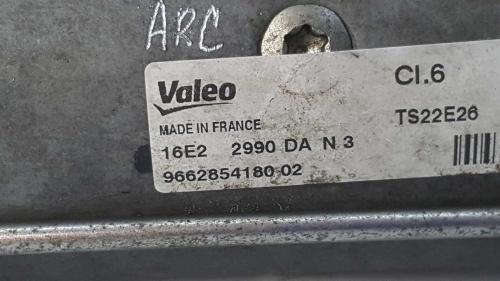 ARC
Valeo
Cl.6
MADE IN FRANCE
TS22E26
16E2 2990 DA N 3
9662854180-02